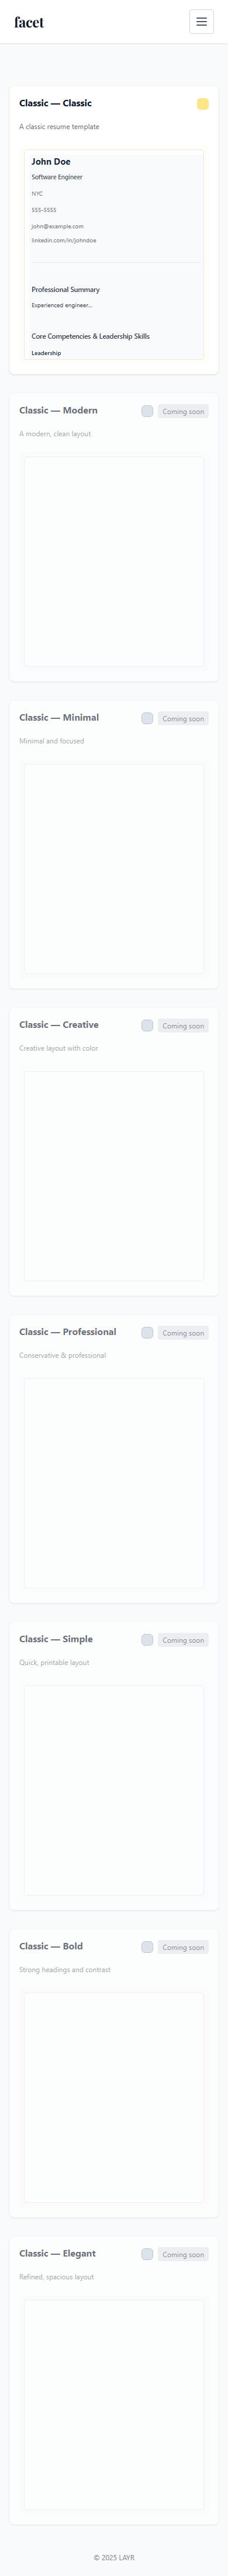 facet
Classic — Classic
A classic resume template
John Doe
Software Engineer
NYC
555-5555
john@example.com
linkedin.com/in/johndoe
Professional Summary
Experienced engineer...
Core Competencies & Leadership Skills
Leadership
Classic — Modern
Coming soon
A modern, clean layout
Classic — Minimal
Coming soon
Minimal and focused
Classic — Creative
Coming soon
Creative layout with color
Classic — Professional
Coming soon
Conservative & professional
Classic — Simple
Coming soon
Quick, printable layout
Classic — Bold
Coming soon
Strong headings and contrast
Classic — Elegant
Coming soon
Refined, spacious layout
© 2025 LAYR